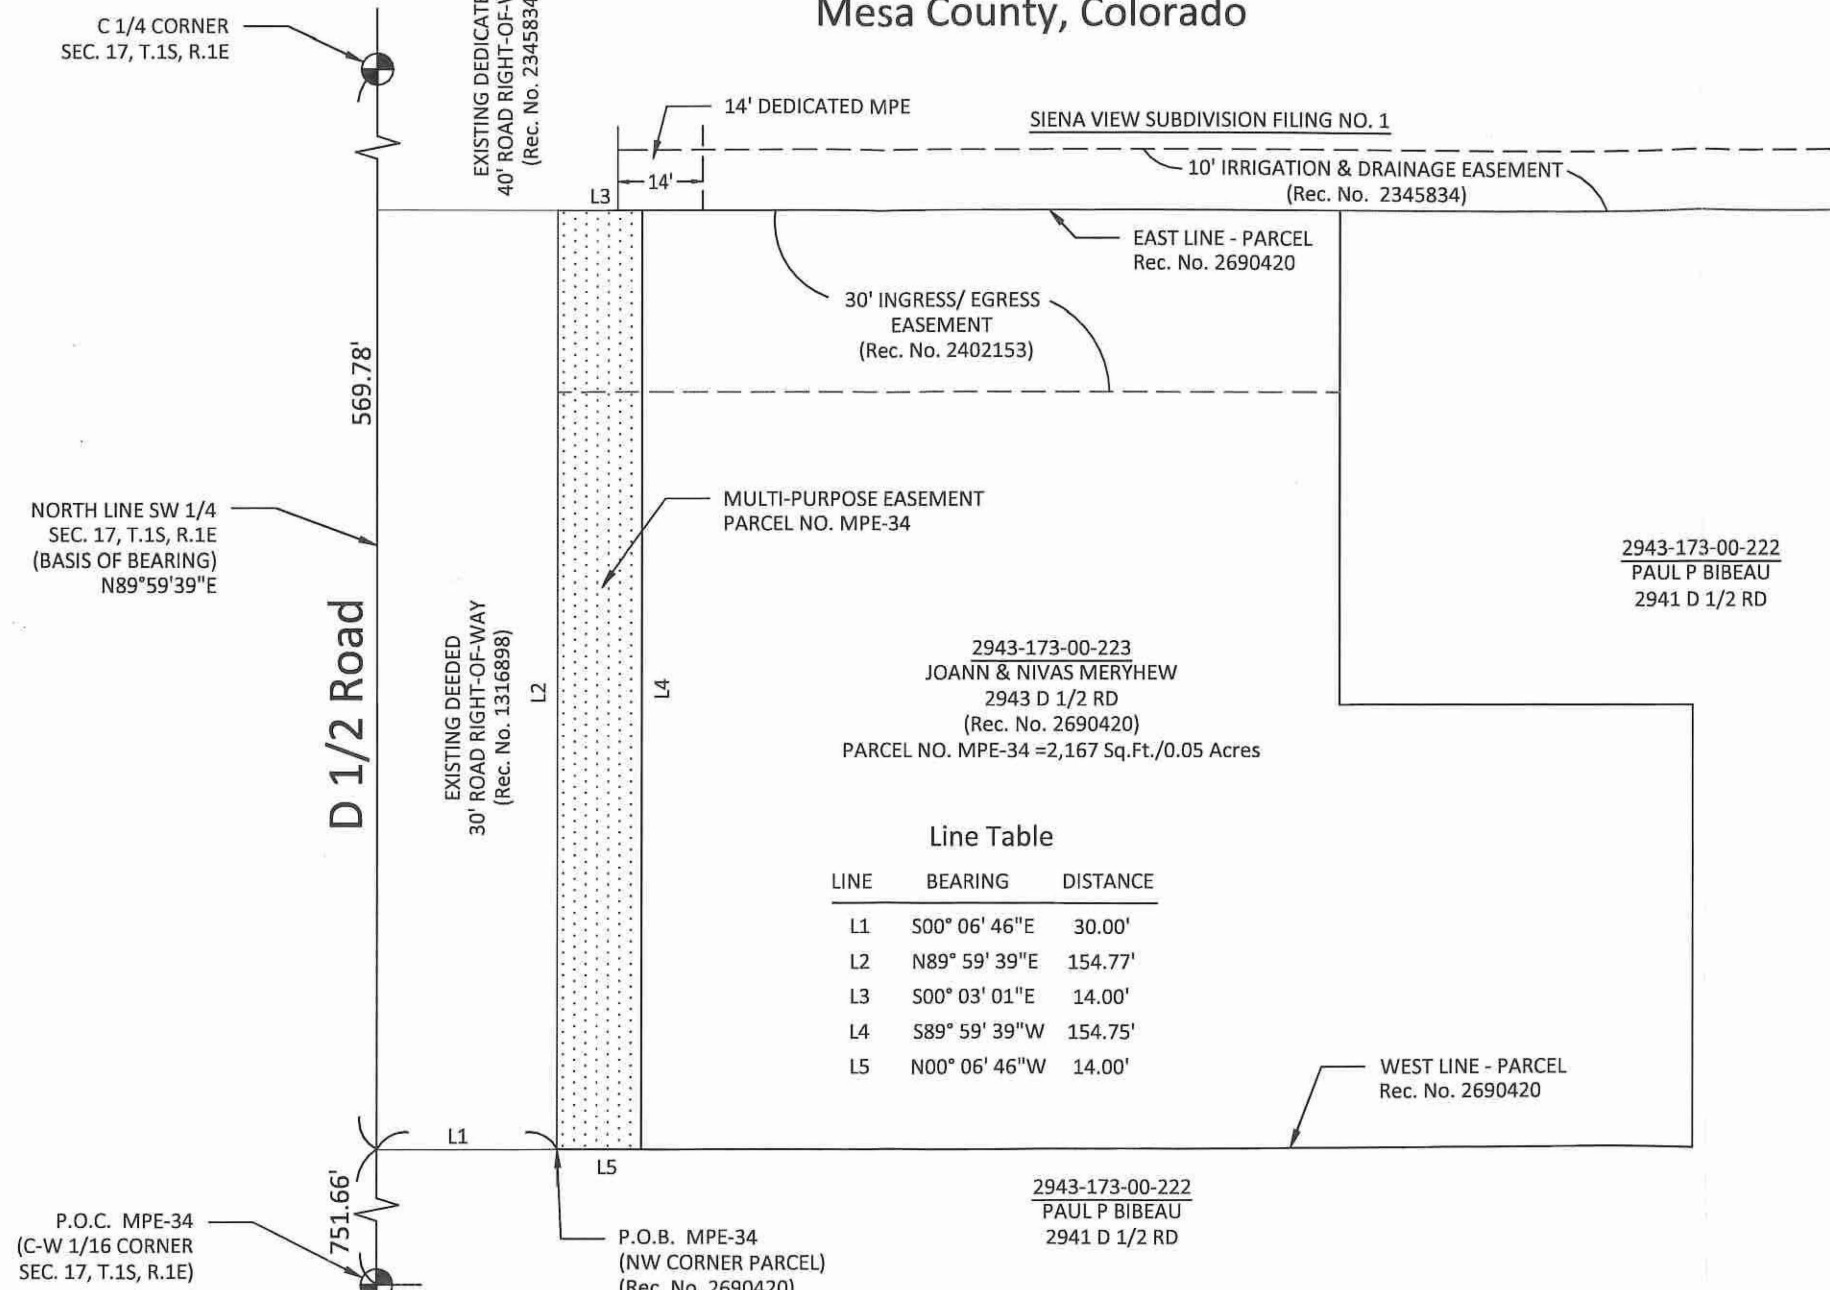 Mesa County, Colorado
C 1/4 CORNER
SEC. 17, T.1S, R.1E
EXISTING DEDICATE
40' ROAD RIGHT-OF-
(Rec. No. 2345834
14' DEDICATED MPE
SIENA VIEW SUBDIVISION FILING NO. 1
10' IRRIGATION & DRAINAGE EASEMENT
(Rec. No. 2345834)
14'
L3
EAST LINE - PARCEL
Rec. No. 2690420
30' INGRESS/ EGRESS
EASEMENT
(Rec. No. 2402153)
569.78'
NORTH LINE SW 1/4
SEC. 17, T.1S, R.1E
(BASIS OF BEARING)
N89°59'39"E
MULTI-PURPOSE EASEMENT
PARCEL NO. MPE-34
2943-173-00-222
PAUL P BIBEAU
2941 D 1/2 RD
D 1/2 Road
EXISTING DEEDED
30' ROAD RIGHT-OF-WAY
(Rec. No. 1316898)
L2
L4
2943-173-00-223
JOANN & NIVAS MERYHEW
2943 D 1/2 RD
(Rec. No. 2690420)
PARCEL NO. MPE-34 =2,167 Sq.Ft./0.05 Acres
Line Table
LINE BEARING DISTANCE
L1 S00° 06' 46"E 30.00'
L2 N89° 59' 39"E 154.77'
L3 S00° 03' 01"E 14.00'
L4 S89° 59' 39"W 154.75'
L5 N00° 06' 46"W 14.00'
WEST LINE - PARCEL
Rec. No. 2690420
L1
L5
751.66'
P.O.C. MPE-34
(C-W 1/16 CORNER
SEC. 17, T.1S, R.1E)
P.O.B. MPE-34
(NW CORNER PARCEL)
(Rec. No. 2690420)
2943-173-00-222
PAUL P BIBEAU
2941 D 1/2 RD